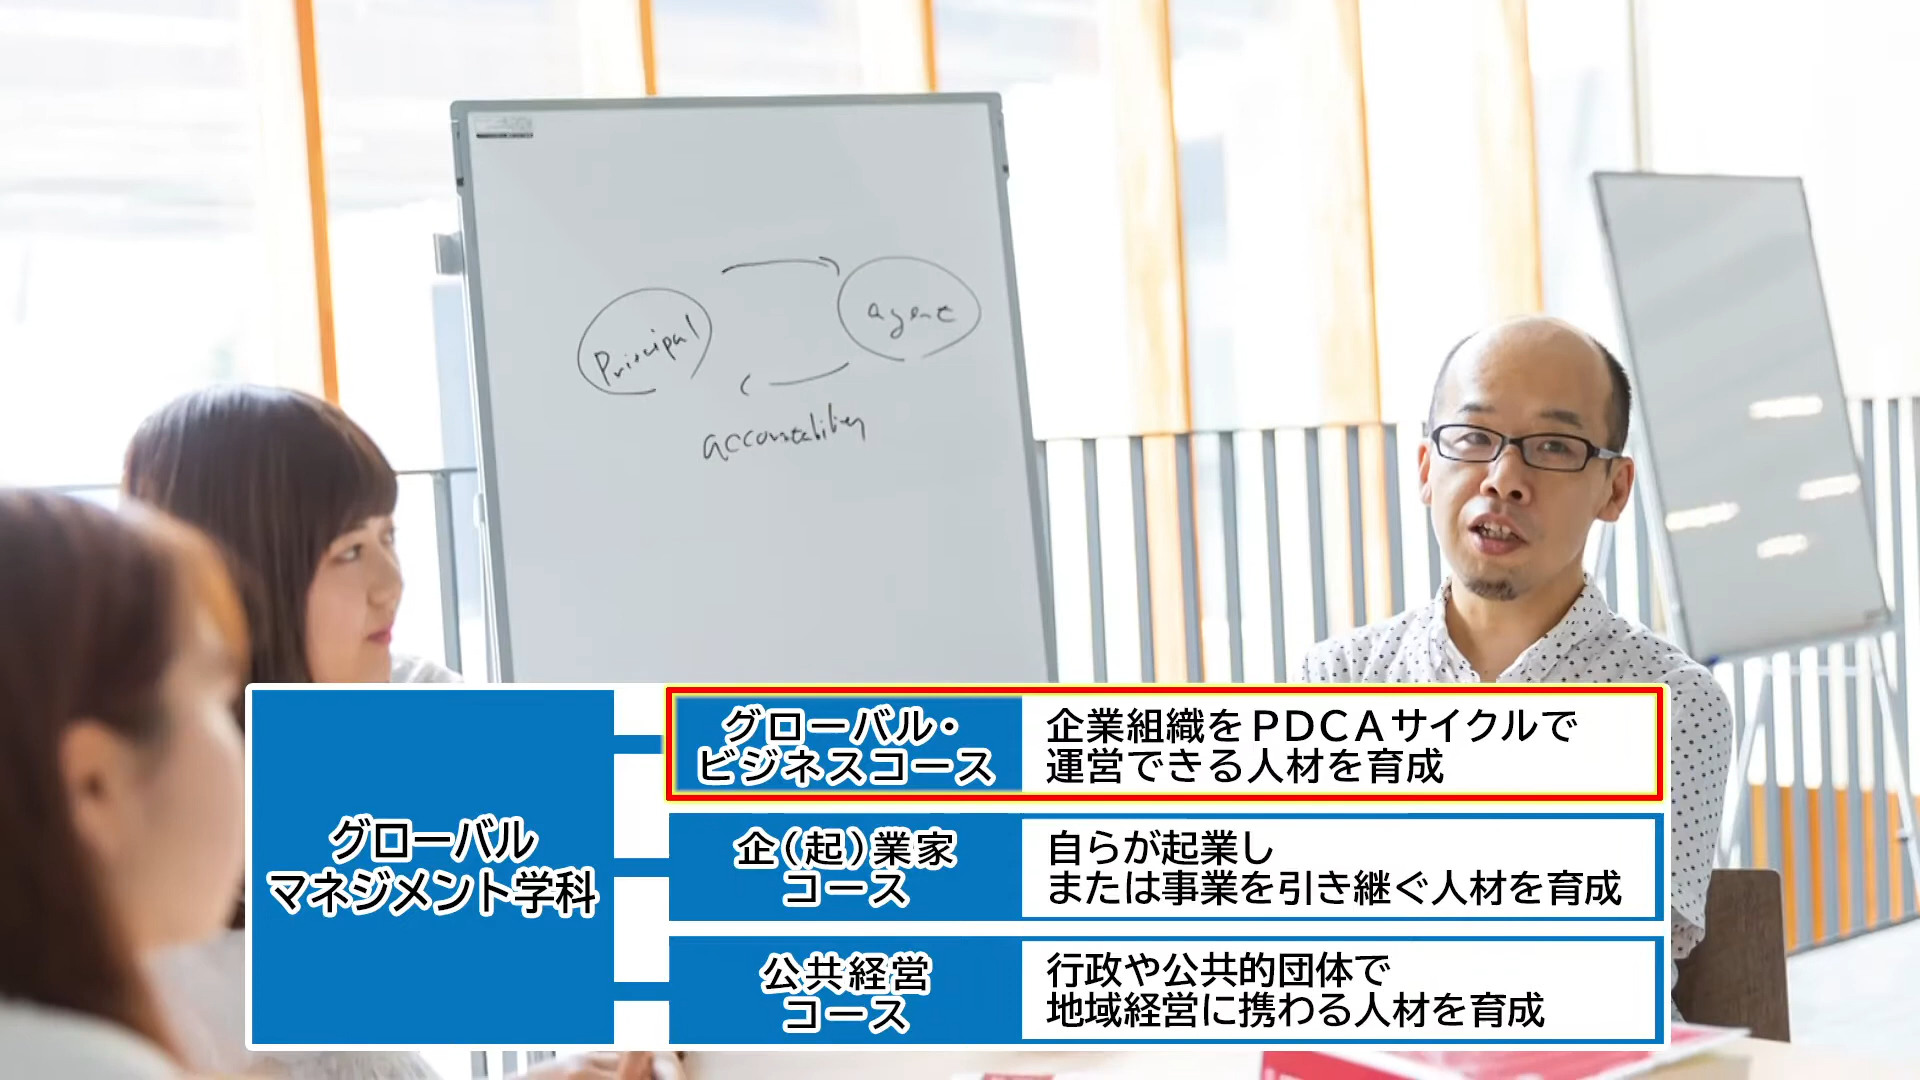 Principal
agent
accountability
グローバル
マネジメント学科
グローバル・
ビジネスコース
企業組織をPDCAサイクルで
運営できる人材を育成
企（起）業家
コース
自らが起業し
または事業を引き継ぐ人材を育成
公共経営
コース
行政や公共的団体で
地域経営に携わる人材を育成